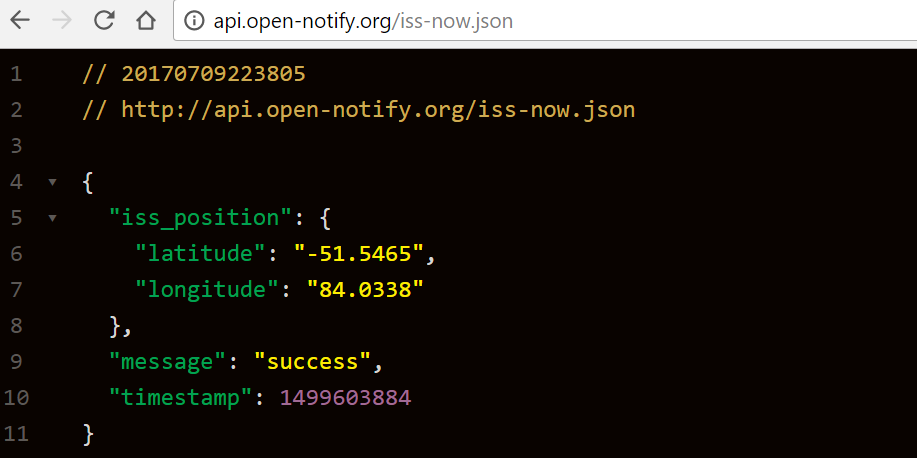 api.open-notify.org/iss-now.json
1 // 20170709223805
2 // http://api.open-notify.org/iss-now.json
3
4 {
5 "iss_position": {
6 "latitude": "-51.5465",
7 "longitude": "84.0338"
8 },
9 "message": "success",
10 "timestamp": 1499603884
11 }